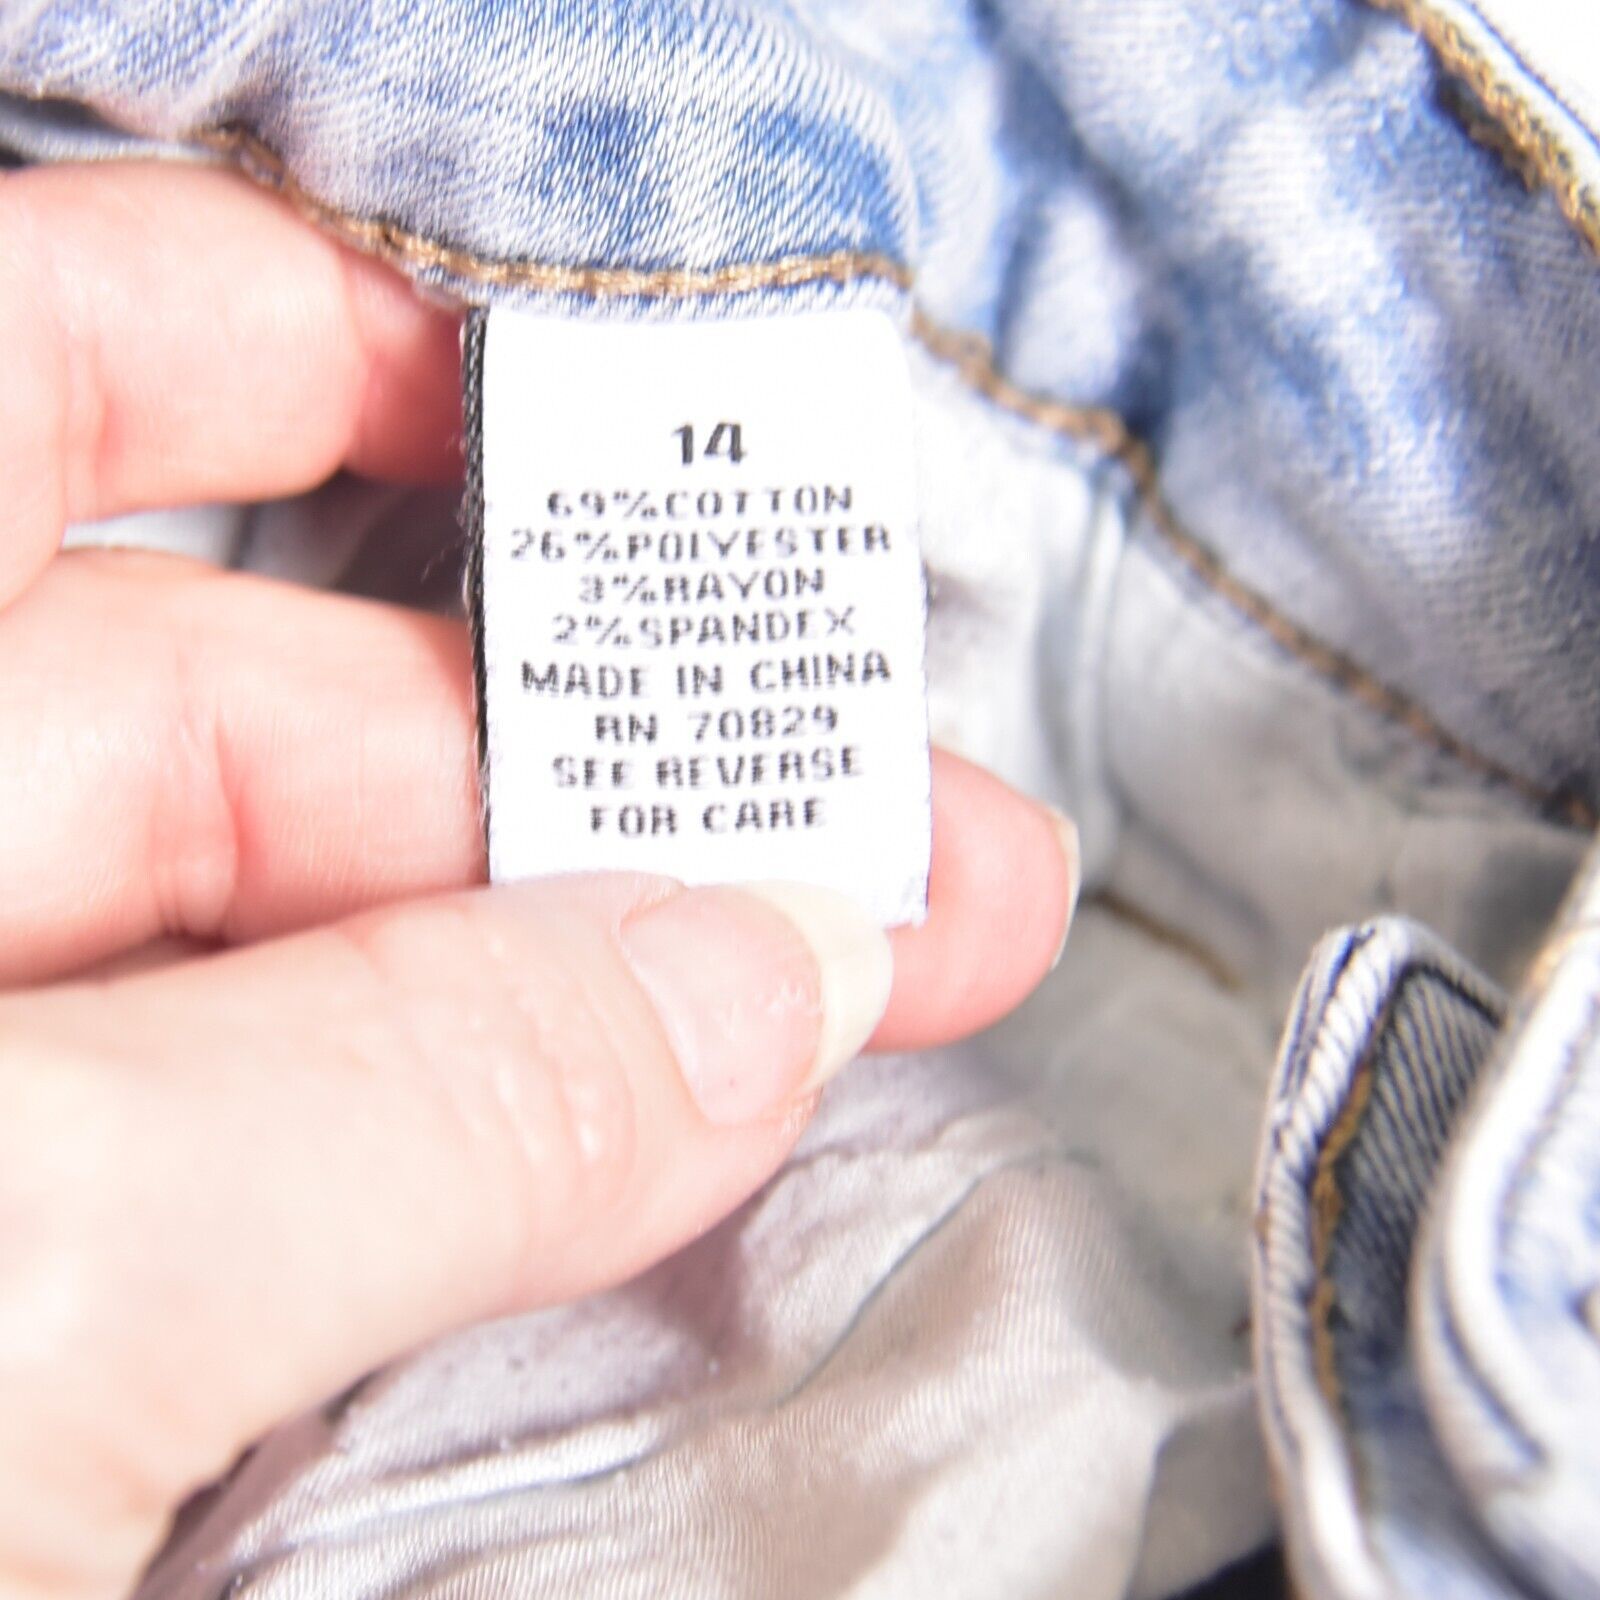 14
69%COTTON
26%POLYESTER
3%RAYON
2%SPANDEX
MADE IN CHINA
RN 70829
SEE REVERSE
FOR CARE